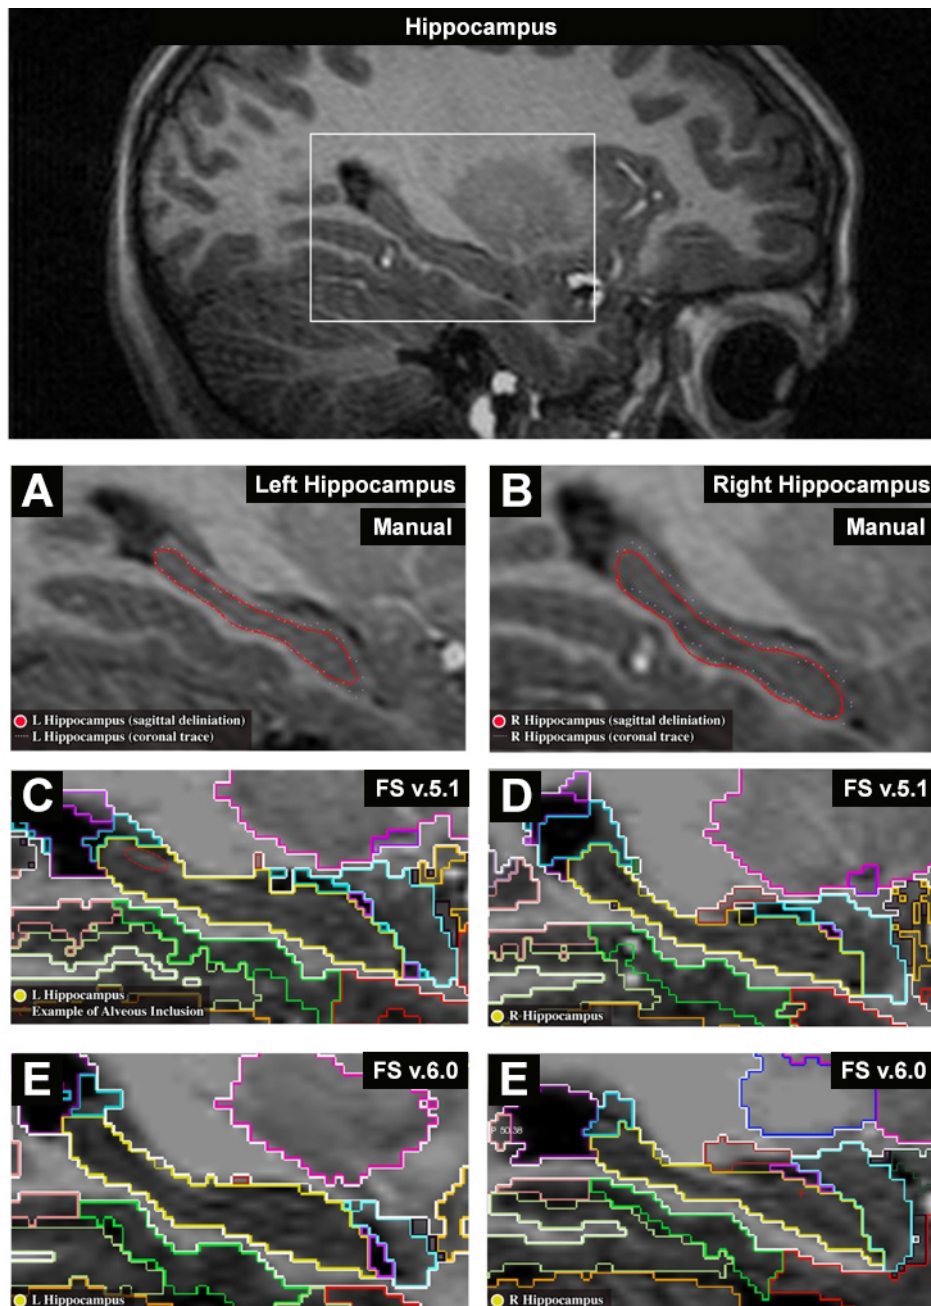 Hippocampus
A
Left Hippocampus
Manual
L Hippocampus (sagittal deliniation)
L Hippocampus (coronal trace)
B
Right Hippocampus
Manual
R Hippocampus (sagittal deliniation)
R Hippocampus (coronal trace)
C
FS v.5.1
L Hippocampus
Example of Alveous Inclusion
D
FS v.5.1
R Hippocampus
E
FS v.6.0
L Hippocampus
E
FS v.6.0
P 50.38
R Hippocampus